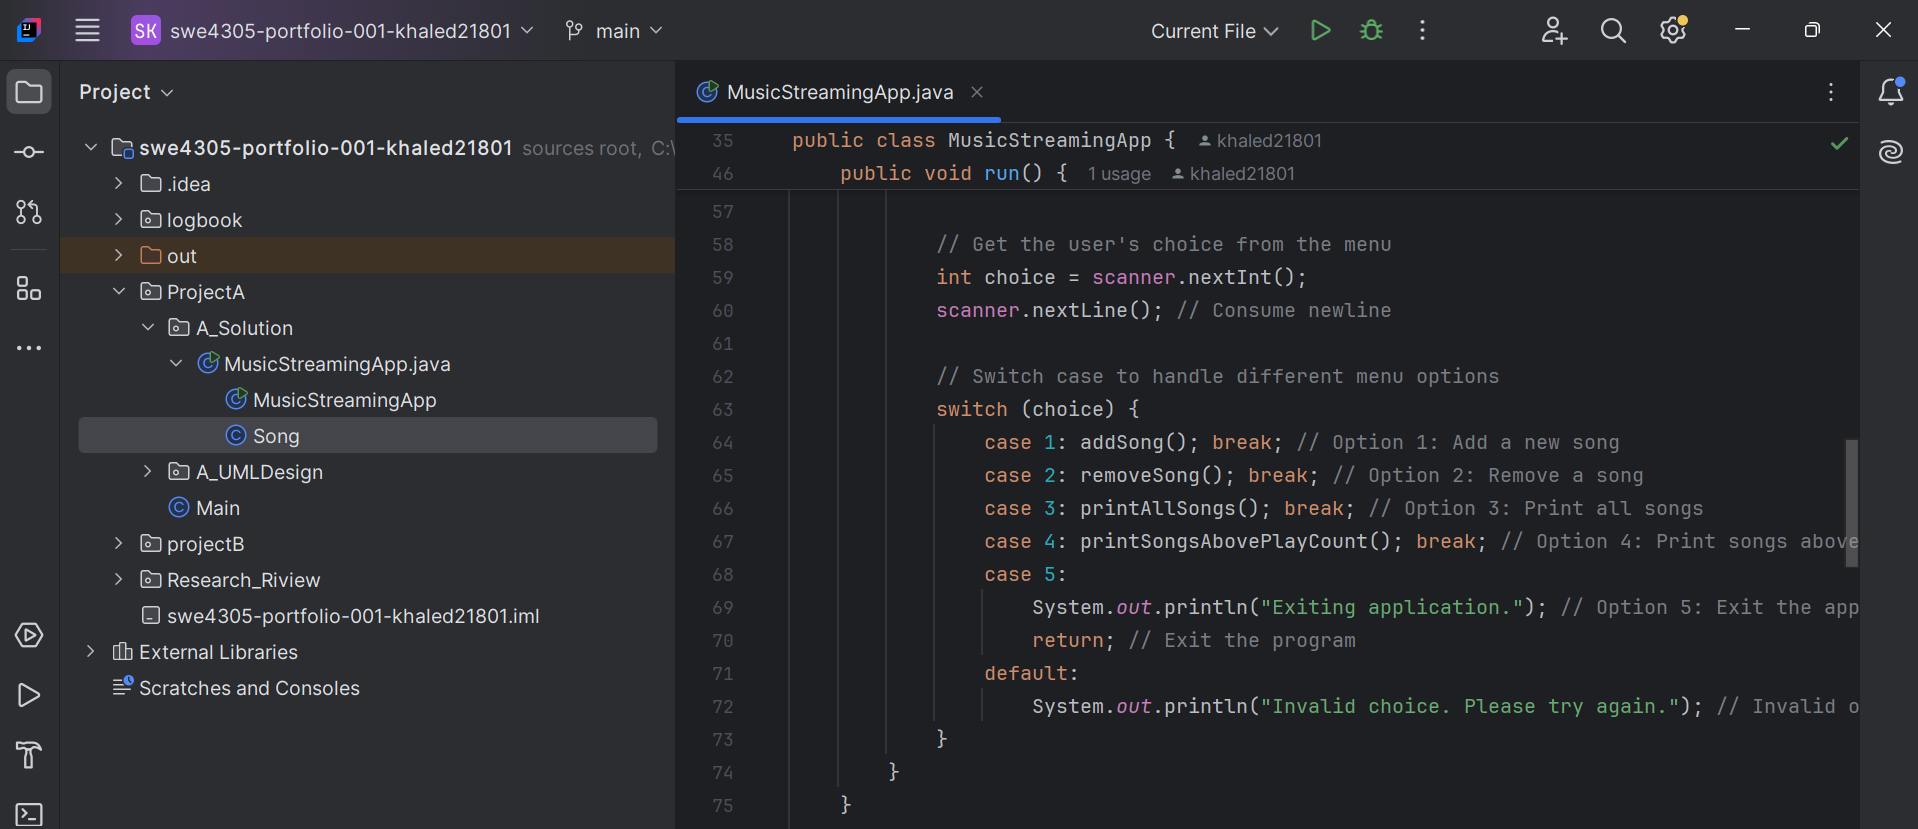 SK swe4305-portfolio-001-khaled21801 main Current File
Project
swe4305-portfolio-001-khaled21801 sources root, C:\
.idea
logbook
out
ProjectA
A_Solution
MusicStreamingApp.java
MusicStreamingApp
Song
A_UMLDesign
Main
projectB
Research_Riview
swe4305-portfolio-001-khaled21801.iml
External Libraries
Scratches and Consoles
MusicStreamingApp.java
35 public class MusicStreamingApp { khaled21801
46 public void run() { 1 usage khaled21801
57
58 // Get the user's choice from the menu
59 int choice = scanner.nextInt();
60 scanner.nextLine(); // Consume newline
61
62 // Switch case to handle different menu options
63 switch (choice) {
64 case 1: addSong(); break; // Option 1: Add a new song
65 case 2: removeSong(); break; // Option 2: Remove a song
66 case 3: printAllSongs(); break; // Option 3: Print all songs
67 case 4: printSongsAbovePlayCount(); break; // Option 4: Print songs above
68 case 5:
69 System.out.println("Exiting application."); // Option 5: Exit the app
70 return; // Exit the program
71 default:
72 System.out.println("Invalid choice. Please try again."); // Invalid o
73 }
74 }
75 }